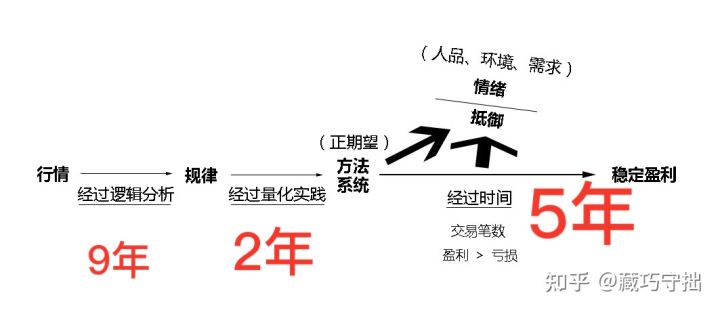 （人品、环境、需求）
情绪
抵御
（正期望）
行情
经过逻辑分析
规律
经过量化实践
方法
系统
经过时间
稳定盈利
9年
2年
交易笔数
盈利 > 亏损
5年
知乎 @藏巧守拙